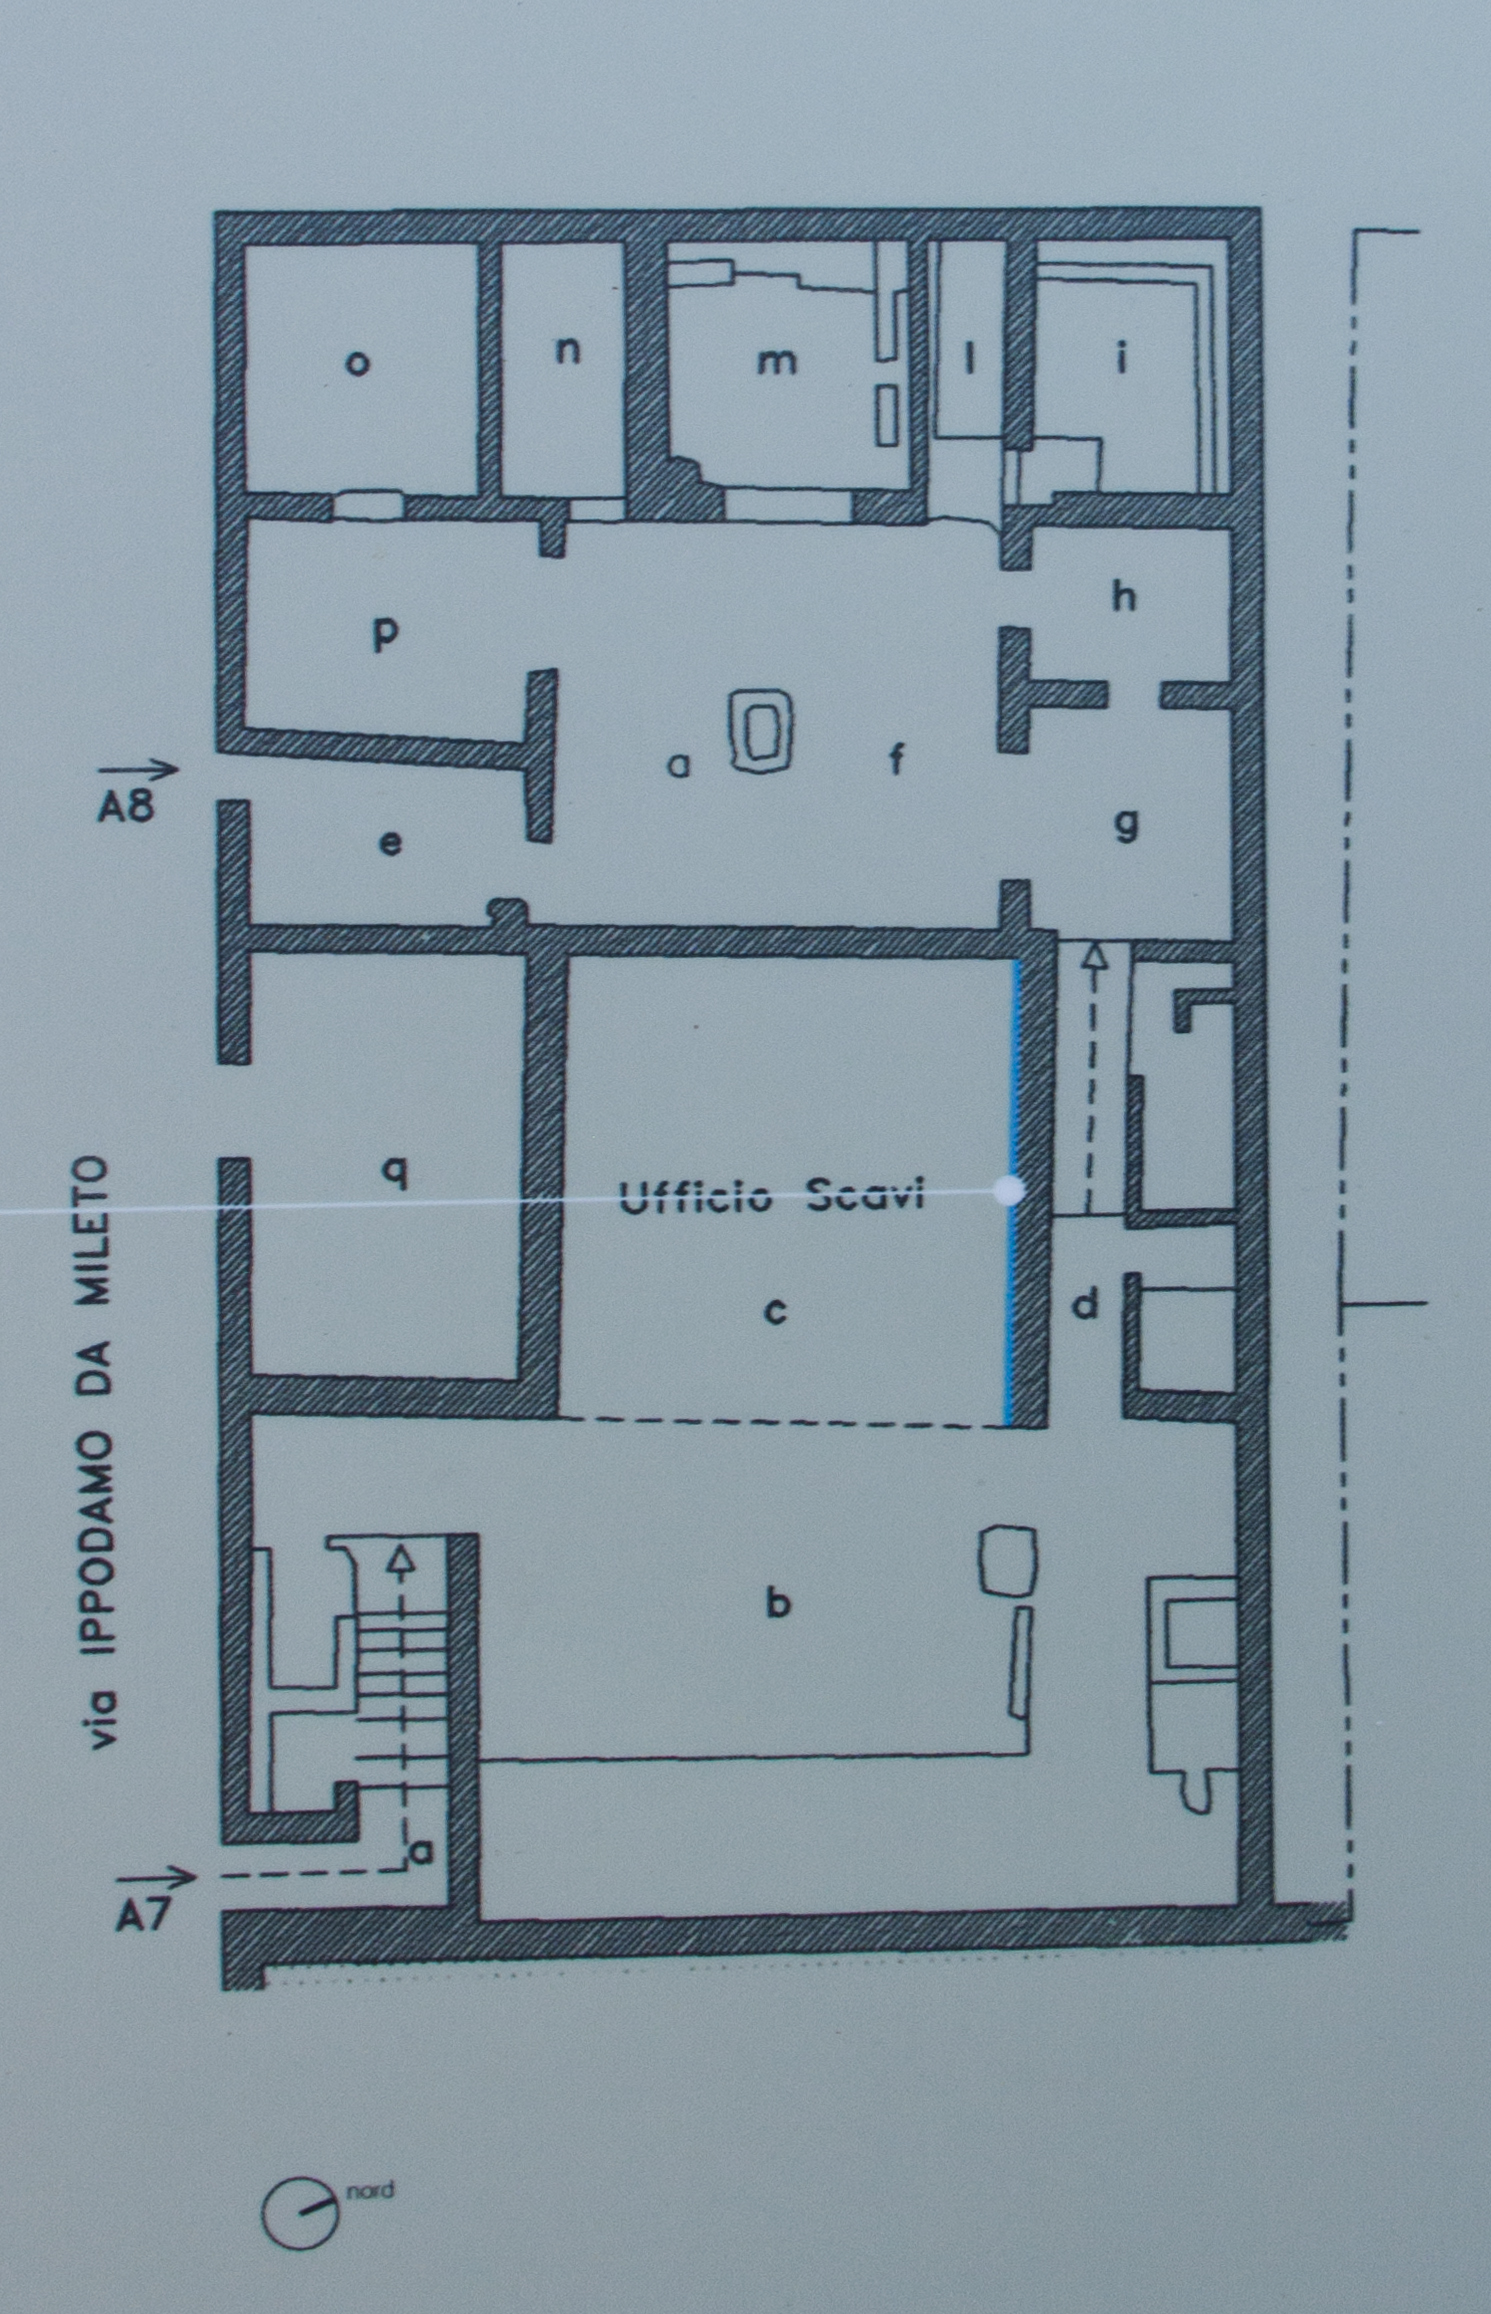 o n m l i
p h
a f
A8
e g
q
Ufficio Scavi
c d
via IPPODAMO DA MILETO
b
a
A7
nord